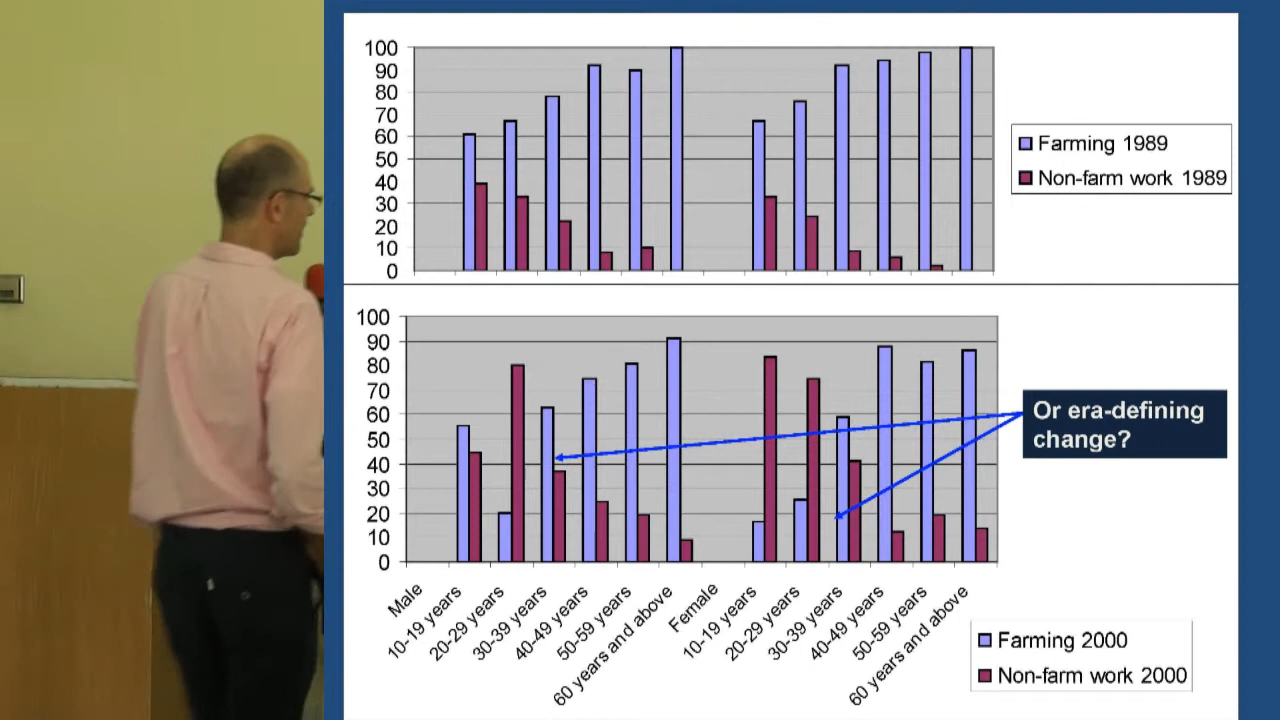 100
90
80
70
60
50
40
30
20
10
0
Farming 1989
Non-farm work 1989
100
90
80
70
60
50
40
30
20
10
0
Or era-defining
change?
Male
10-19 years
20-29 years
30-39 years
40-49 years
50-59 years
60 years and above
Female
10-19 years
20-29 years
30-39 years
40-49 years
50-59 years
60 years and above
Farming 2000
Non-farm work 2000